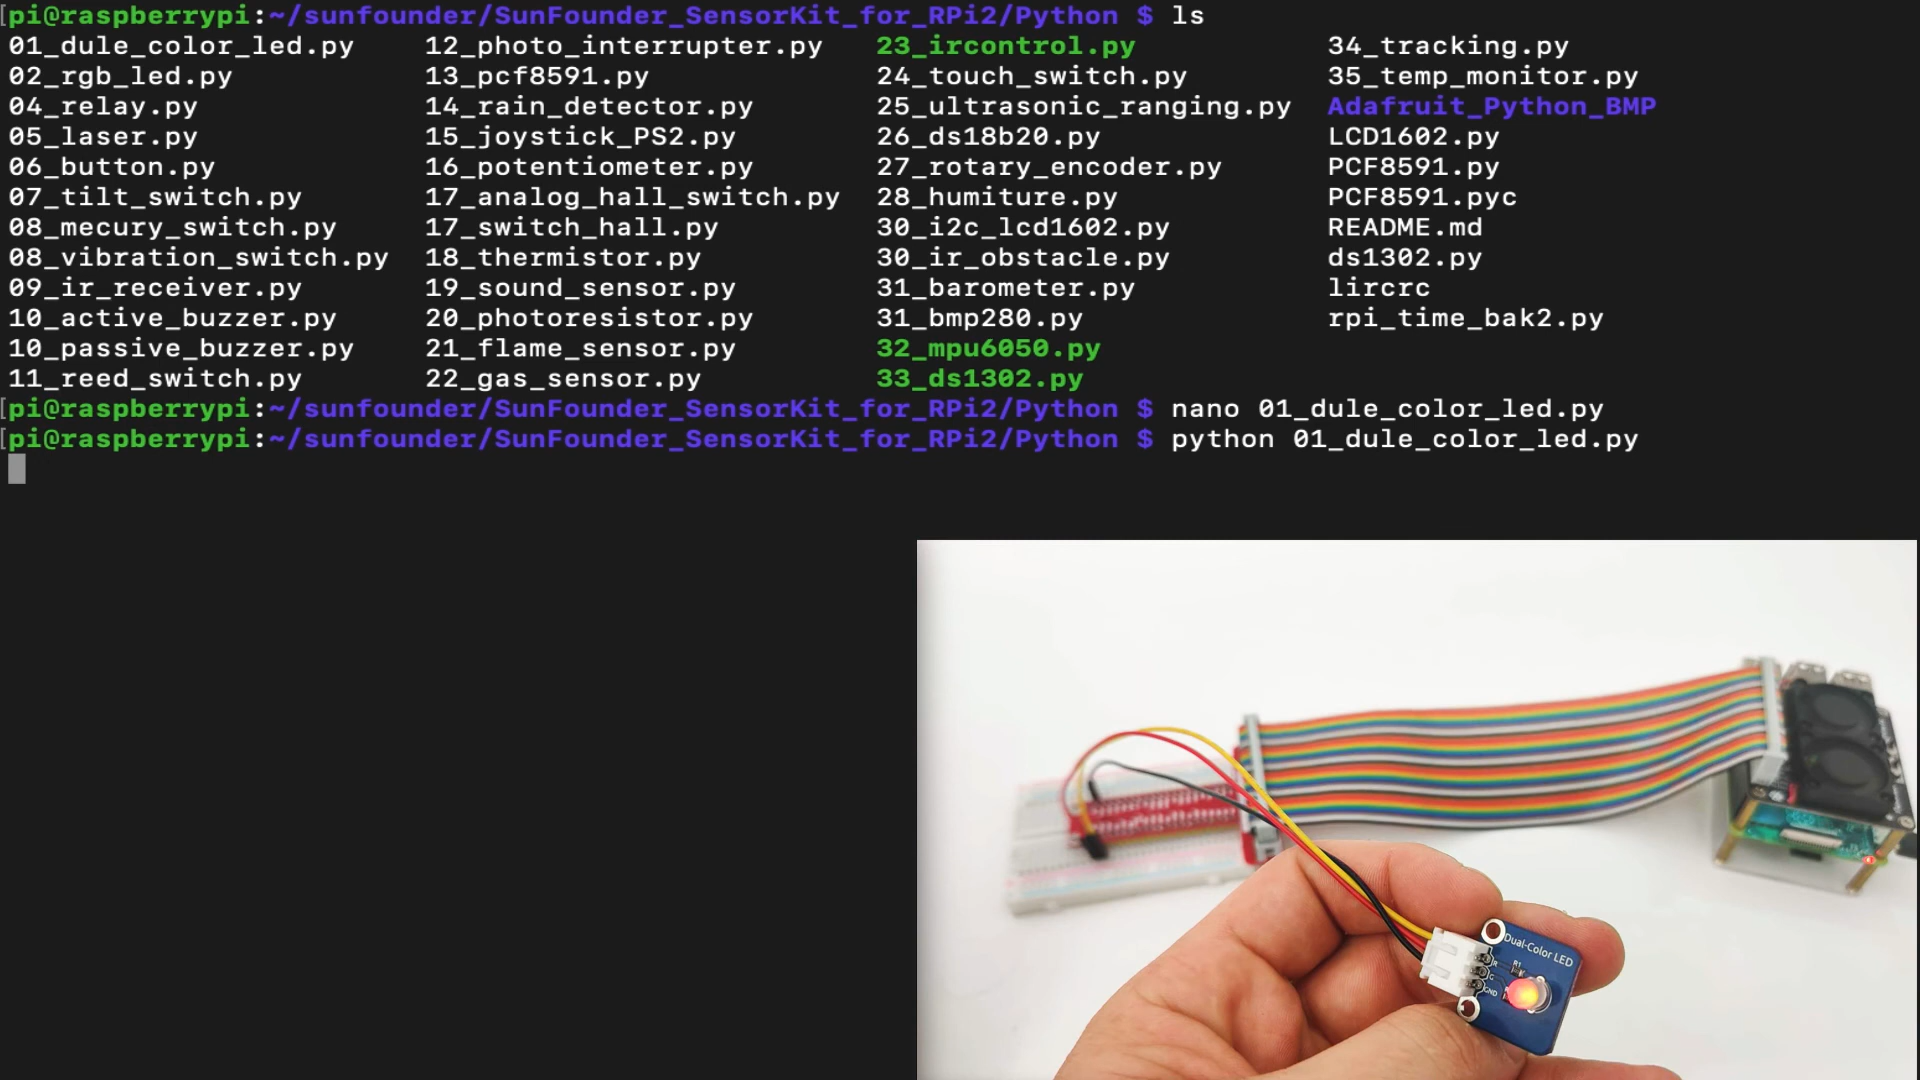 [pi@raspberrypi:~/sunfounder/SunFounder_SensorKit_for_RPi2/Python $ ls
01_dule_color_led.py 12_photo_interrupter.py 23_ircontrol.py 34_tracking.py
02_rgb_led.py 13_pcf8591.py 24_touch_switch.py 35_temp_monitor.py
04_relay.py 14_rain_detector.py 25_ultrasonic_ranging.py Adafruit_Python_BMP
05_laser.py 15_joystick_PS2.py 26_ds18b20.py LCD1602.py
06_button.py 16_potentiometer.py 27_rotary_encoder.py PCF8591.py
07_tilt_switch.py 17_analog_hall_switch.py 28_humiture.py PCF8591.pyc
08_mecury_switch.py 17_switch_hall.py 30_i2c_lcd1602.py README.md
08_vibration_switch.py 18_thermistor.py 30_ir_obstacle.py ds1302.py
09_ir_receiver.py 19_sound_sensor.py 31_barometer.py lircrc
10_active_buzzer.py 20_photoresistor.py 31_bmp280.py rpi_time_bak2.py
10_passive_buzzer.py 21_flame_sensor.py 32_mpu6050.py
11_reed_switch.py 22_gas_sensor.py 33_ds1302.py
[pi@raspberrypi:~/sunfounder/SunFounder_SensorKit_for_RPi2/Python $ nano 01_dule_color_led.py
[pi@raspberrypi:~/sunfounder/SunFounder_SensorKit_for_RPi2/Python $ python 01_dule_color_led.py
Dual-Color LED
R1
R
G
GND